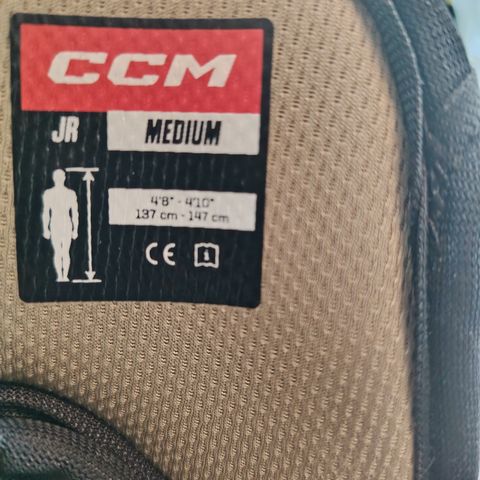 CCM
JR MEDIUM
4'8" - 4'10"
137 cm - 147 cm
CE i